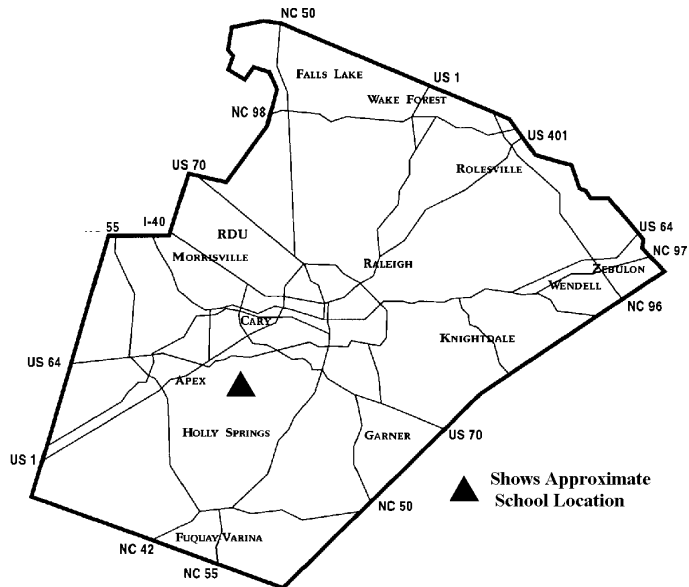 NC 50
FALLS LAKE
US 1
WAKE FOREST
NC 98
US 401
US 70
ROLESVILLE
55
I-40
RDU
US 64
MORRISVILLE
RALEIGH
NC 97
ZEBULON
WENDELL
NC 96
CARY
KNIGHTDALE
US 64
APEX
HOLLY SPRINGS
GARNER
US 70
US 1
Shows Approximate
School Location
NC 50
FUQUAY VARINA
NC 42
NC 55